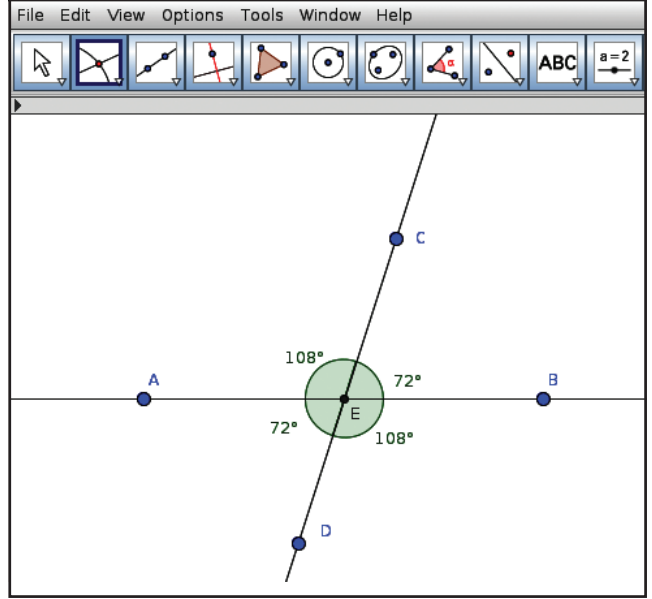 File Edit View Options Tools Window Help
α ABC a=2
C
108°
A 72° B
E
72° 108°
D